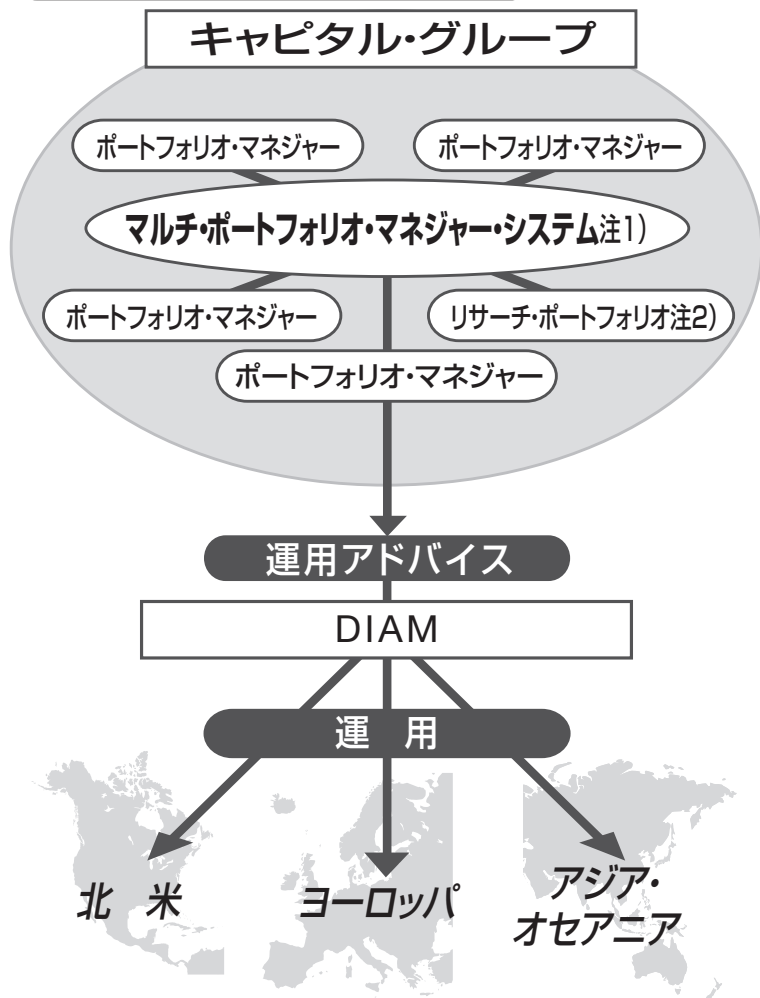 キャピタル・グループ
ポートフォリオ・マネジャー
ポートフォリオ・マネジャー
マルチ・ポートフォリオ・マネジャー・システム注1)
ポートフォリオ・マネジャー
リサーチ・ポートフォリオ注2)
ポートフォリオ・マネジャー
運用アドバイス
DIAM
運 用
北 米
ヨーロッパ
アジア・
オセアニア